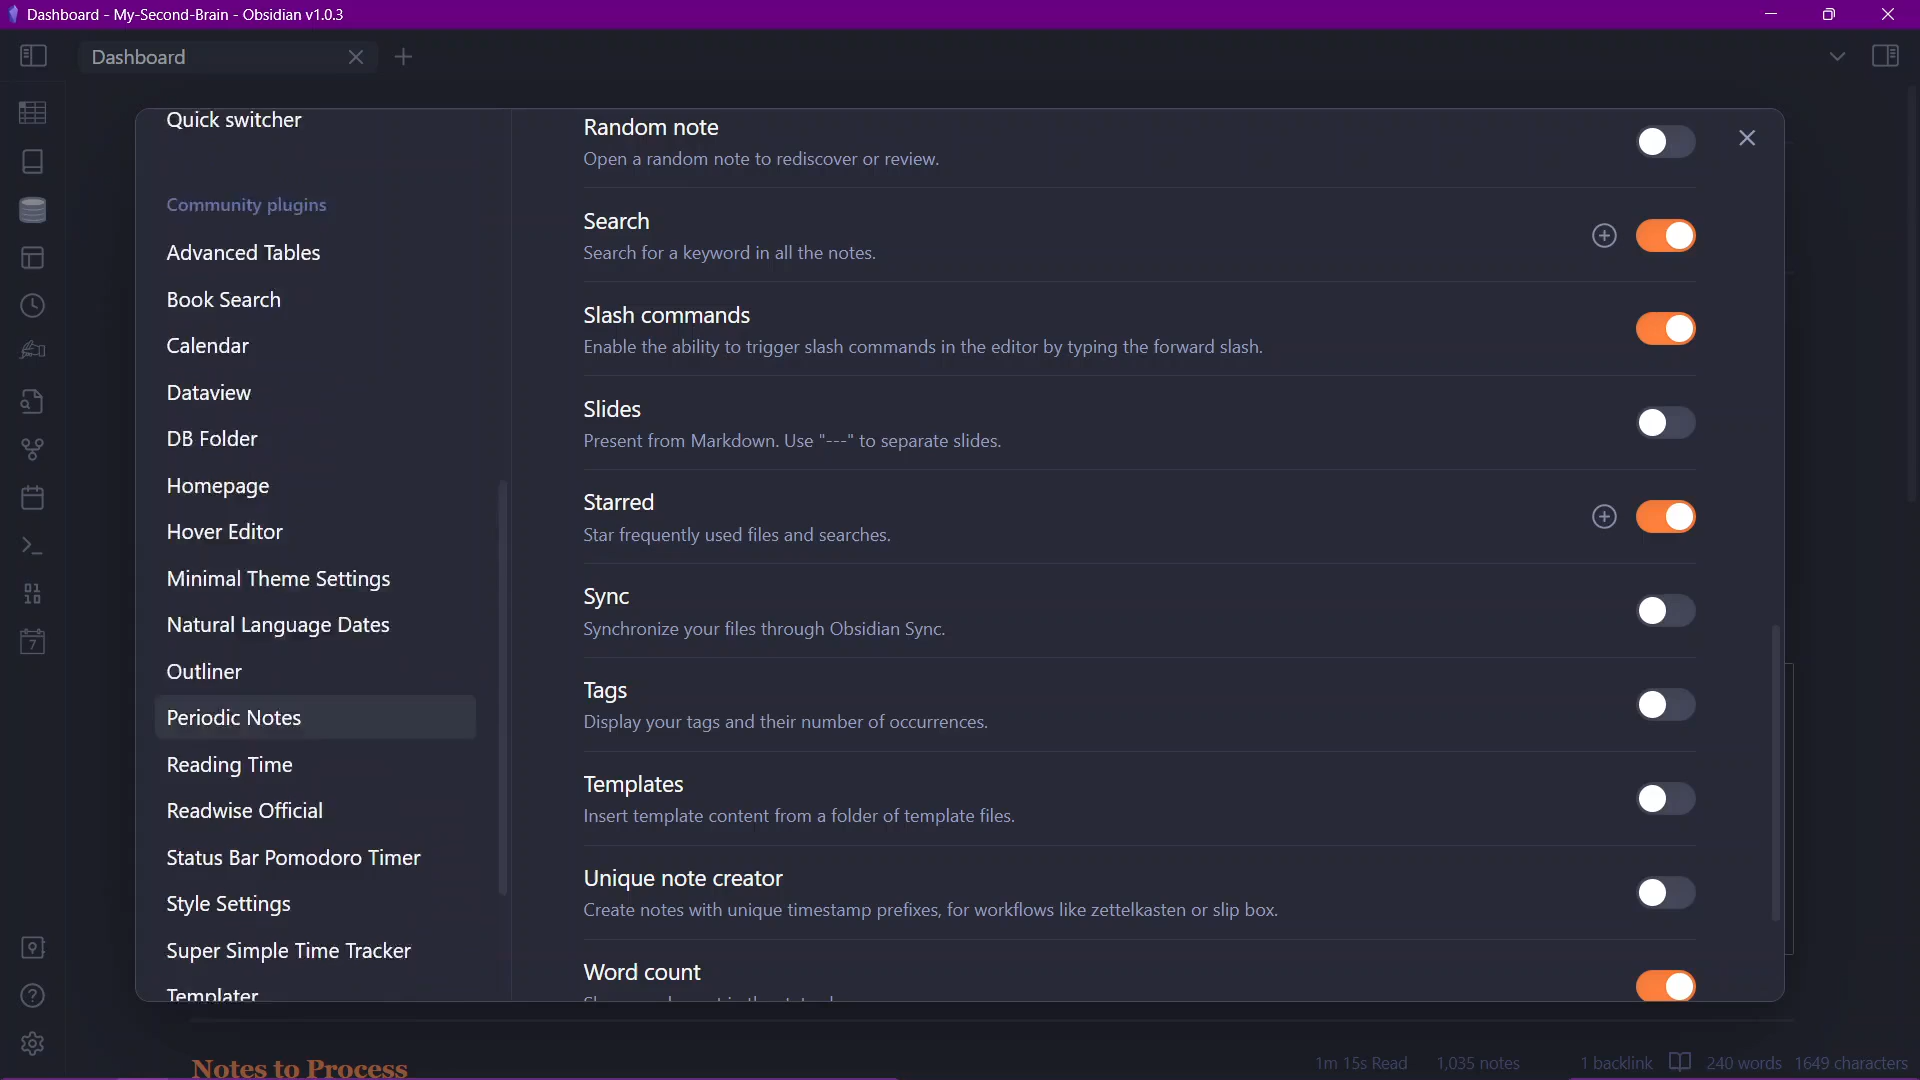 Dashboard - My-Second-Brain - Obsidian v1.0.3
Dashboard
Quick switcher
Community plugins
Advanced Tables
Book Search
Calendar
Dataview
DB Folder
Homepage
Hover Editor
Minimal Theme Settings
Natural Language Dates
Outliner
Periodic Notes
Reading Time
Readwise Official
Status Bar Pomodoro Timer
Style Settings
Super Simple Time Tracker
Templater
Random note
Open a random note to rediscover or review.
Search
Search for a keyword in all the notes.
Slash commands
Enable the ability to trigger slash commands in the editor by typing the forward slash.
Slides
Present from Markdown. Use "---" to separate slides.
Starred
Star frequently used files and searches.
Sync
Synchronize your files through Obsidian Sync.
Tags
Display your tags and their number of occurrences.
Templates
Insert template content from a folder of template files.
Unique note creator
Create notes with unique timestamp prefixes, for workflows like zettelkasten or slip box.
Word count
Notes to Process
1m 15s Read 1,035 notes 1 backlink 240 words 1649 characters